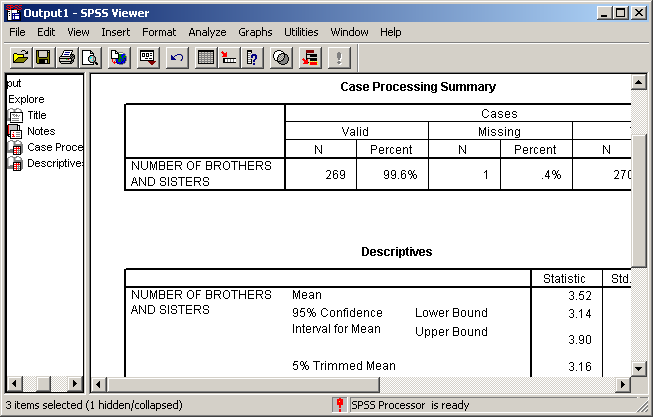 Output1 - SPSS Viewer
File Edit View Insert Format Analyze Graphs Utilities Window Help
put
Explore
Title
Notes
Case Proce
Descriptive
Case Processing Summary
Cases
Valid Missing
N Percent N Percent N
NUMBER OF BROTHERS
AND SISTERS
269 99.6% 1 .4% 270
Descriptives
Statistic Std.
NUMBER OF BROTHERS
AND SISTERS
Mean 3.52
95% Confidence Lower Bound 3.14
Interval for Mean Upper Bound 3.90
5% Trimmed Mean 3.16
3 items selected (1 hidden/collapsed) SPSS Processor is ready